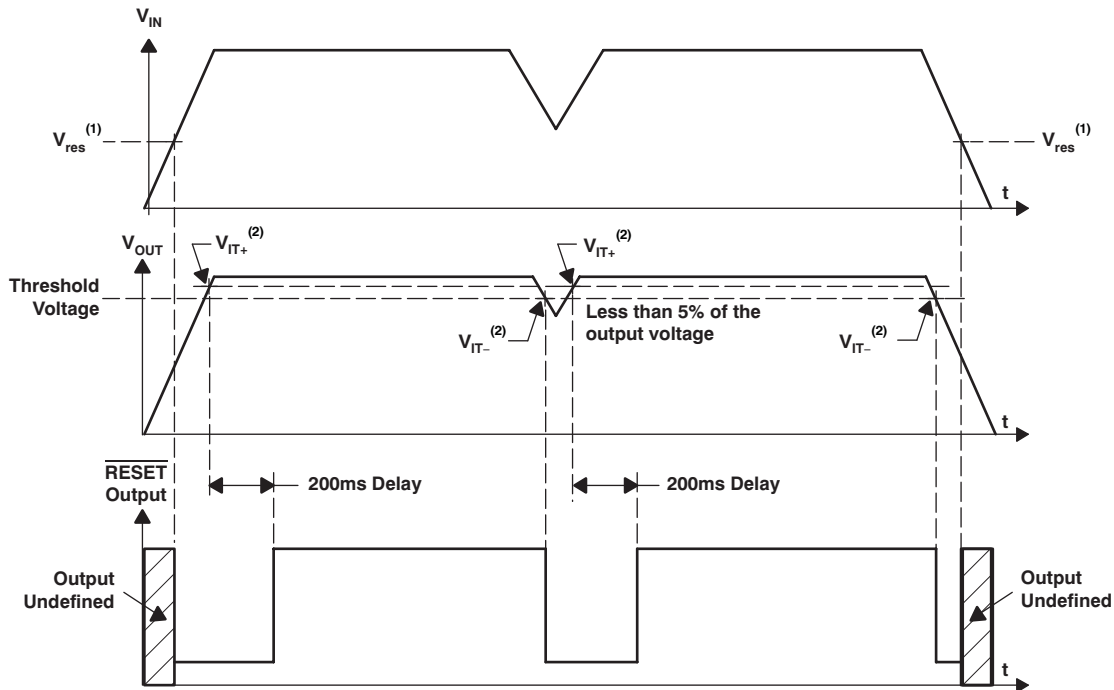 V_IN
V_res (1)
V_res (1)
t
V_OUT
V_IT+ (2)
V_IT+ (2)
Threshold
Voltage
Less than 5% of the
output voltage
V_IT– (2)
V_IT– (2)
t
RESET
Output
200ms Delay
200ms Delay
Output
Undefined
Output
Undefined
t